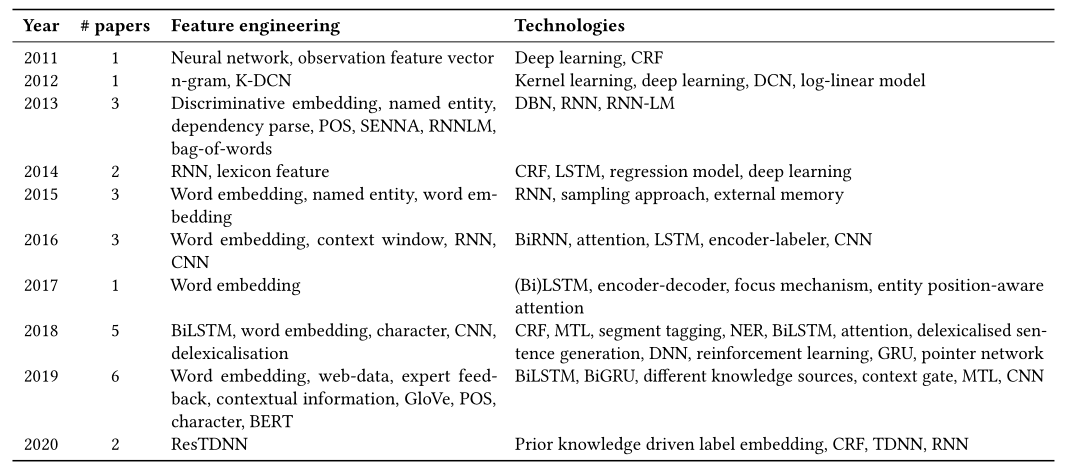 Year # papers Feature engineering Technologies
2011 1 Neural network, observation feature vector Deep learning, CRF
2012 1 n-gram, K-DCN Kernel learning, deep learning, DCN, log-linear model
2013 3 Discriminative embedding, named entity, DBN, RNN, RNN-LM
dependency parse, POS, SENNA, RNNLM,
bag-of-words
2014 2 RNN, lexicon feature CRF, LSTM, regression model, deep learning
2015 3 Word embedding, named entity, word em- RNN, sampling approach, external memory
bedding
2016 3 Word embedding, context window, RNN, BiRNN, attention, LSTM, encoder-labeler, CNN
CNN
2017 1 Word embedding (Bi)LSTM, encoder-decoder, focus mechanism, entity position-aware
attention
2018 5 BiLSTM, word embedding, character, CNN, CRF, MTL, segment tagging, NER, BiLSTM, attention, delexicalised sen-
delexicalisation tence generation, DNN, reinforcement learning, GRU, pointer network
2019 6 Word embedding, web-data, expert feed- BiLSTM, BiGRU, different knowledge sources, context gate, MTL, CNN
back, contextual information, GloVe, POS,
character, BERT
2020 2 ResTDNN Prior knowledge driven label embedding, CRF, TDNN, RNN